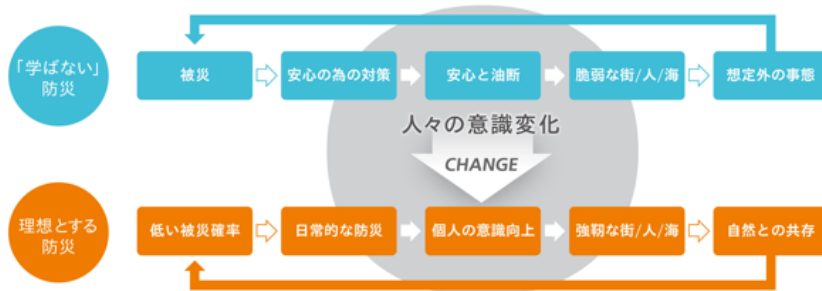 「学ばない」
防災
被災
安心の為の対策
安心と油断
脆弱な街/人/海
想定外の事態
人々の意識変化
CHANGE
理想とする
防災
低い被災確率
日常的な防災
個人の意識向上
強靭な街/人/海
自然との共存